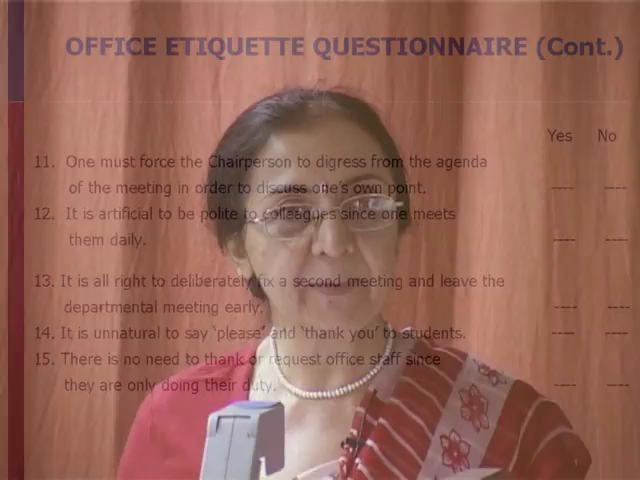 OFFICE ETIQUETTE QUESTIONNAIRE (Cont.)
Yes No
11. One must force the Chairperson to digress from the agenda
of the meeting in order to discuss one's own point. ---- ----
12. It is artificial to be polite to colleagues since one meets
them daily. ---- ----
13. It is all right to deliberately fix a second meeting and leave the
departmental meeting early. ---- ----
14. It is unnatural to say 'please' and 'thank you' to students. ---- ----
15. There is no need to thank or request office staff since
they are only doing their duty. ---- ----